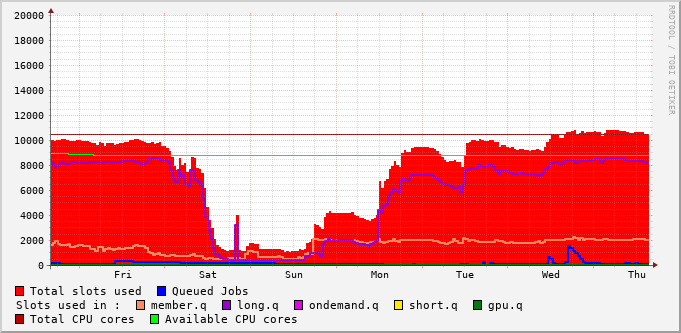 20000
18000
16000
14000
12000
10000
8000
6000
4000
2000
0
Fri Sat Sun Mon Tue Wed Thu
RRDTOOL / TOBI OETIKER
Total slots used Queued Jobs
Slots used in : member.q long.q ondemand.q short.q gpu.q
Total CPU cores Available CPU cores